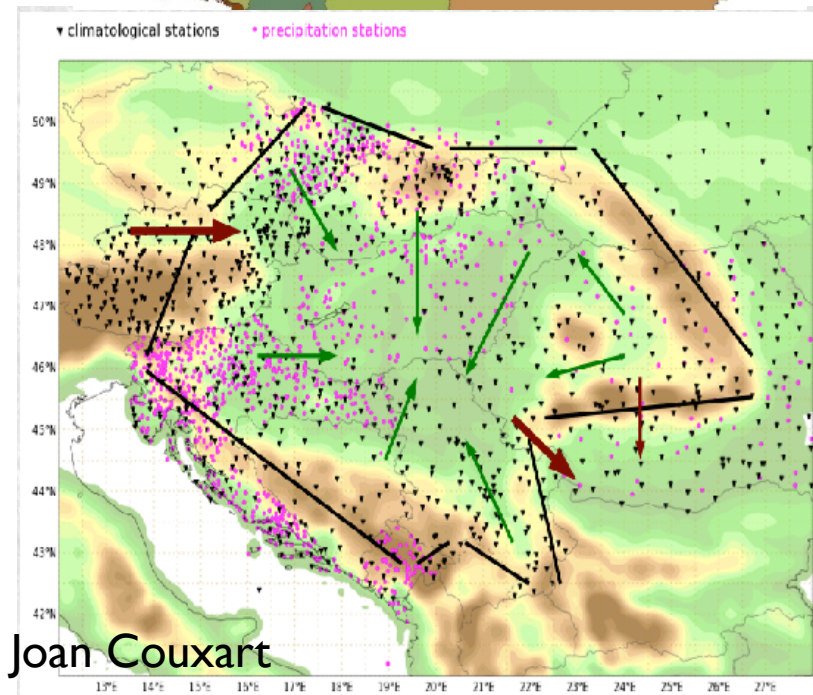 climatological stations precipitation stations
50°N
49°N
48°N
47°N
46°N
45°N
44°N
43°N
42°N
Joan Couxart
13°E 14°E 15°E 16°E 17°E 18°E 19°E 20°E 21°E 22°E 23°E 24°E 25°E 26°E 27°E